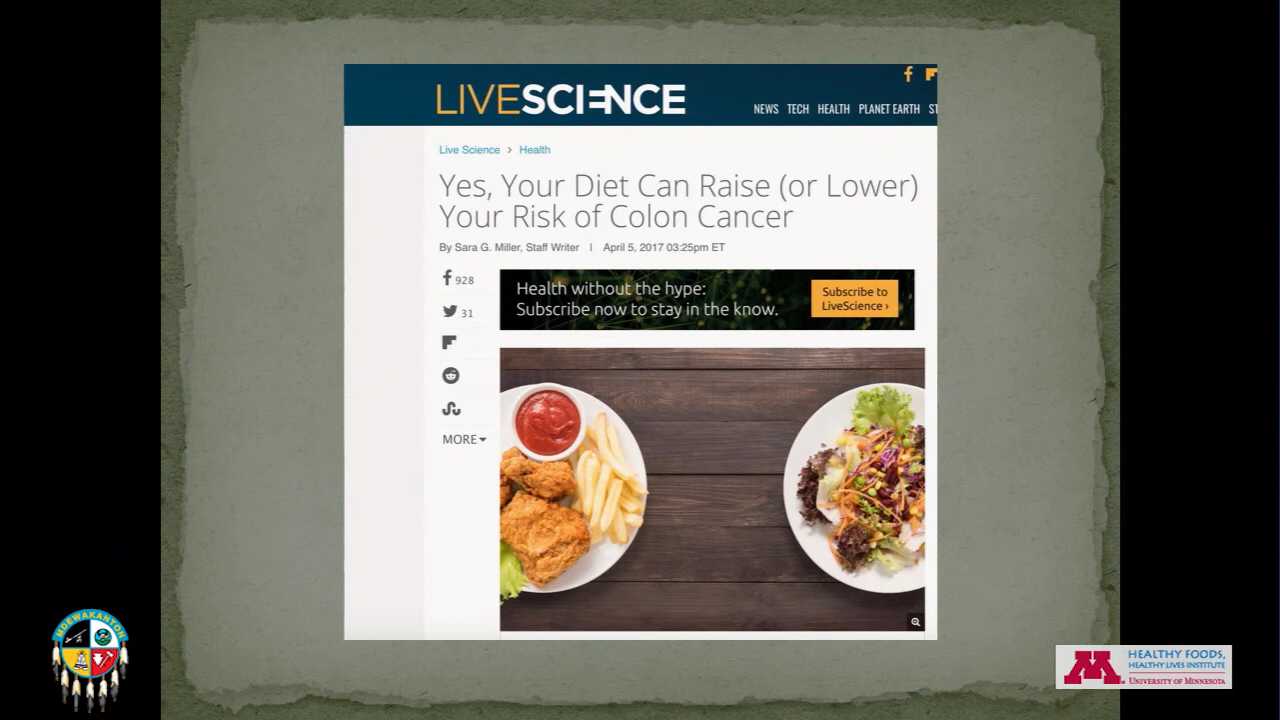 LIVESCIENCE
NEWS TECH HEALTH PLANET EARTH ST
Live Science > Health
Yes, Your Diet Can Raise (or Lower)
Your Risk of Colon Cancer
By Sara G. Miller, Staff Writer | April 5, 2017 03:25pm ET
928
31
MORE
Health without the hype:
Subscribe now to stay in the know.
Subscribe to
LiveScience ›
MDEWAKANTON
M
HEALTHY FOODS,
HEALTHY LIVES INSTITUTE
UNIVERSITY OF MINNESOTA